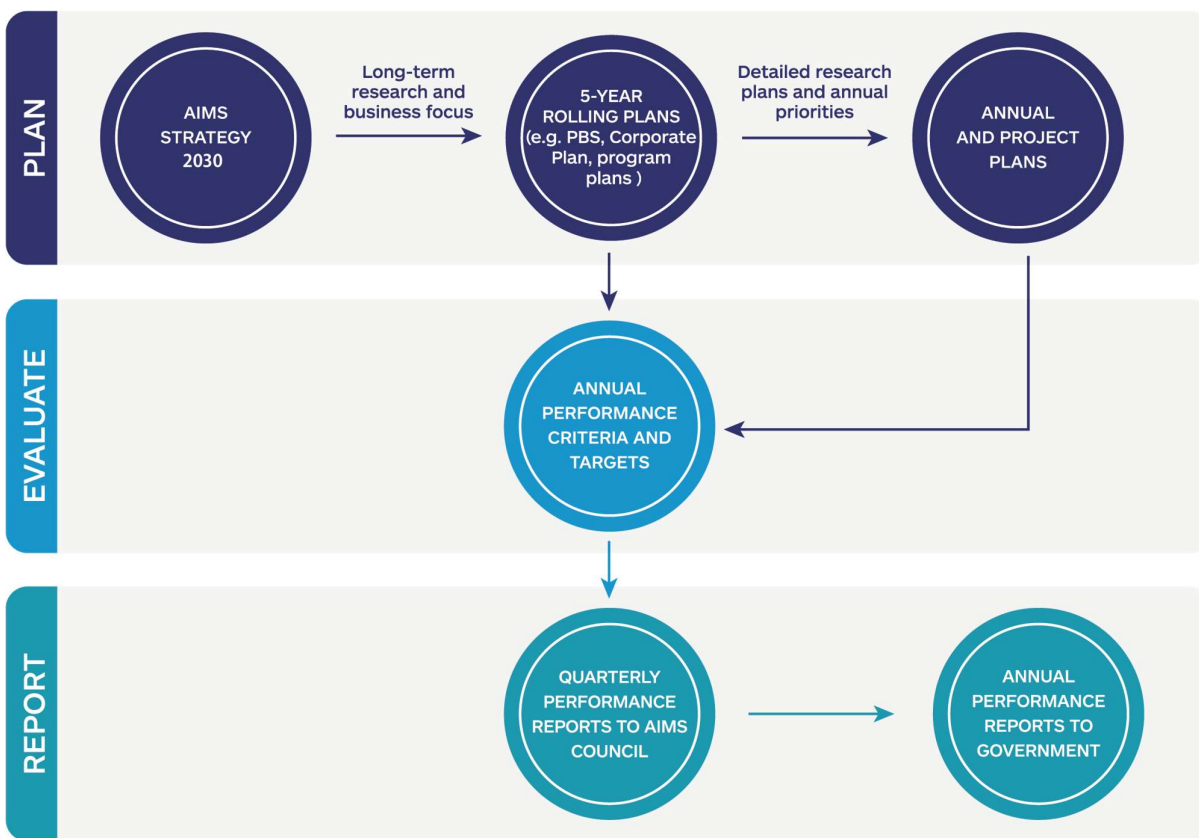 PLAN
AIMS
STRATEGY
2030
Long-term
research and
business focus
5-YEAR
ROLLING PLANS
(e.g. PBS, Corporate
Plan, program
plans )
Detailed research
plans and annual
priorities
ANNUAL
AND PROJECT
PLANS
EVALUATE
ANNUAL
PERFORMANCE
CRITERIA AND
TARGETS
REPORT
QUARTERLY
PERFORMANCE
REPORTS TO AIMS
COUNCIL
ANNUAL
PERFORMANCE
REPORTS TO
GOVERNMENT